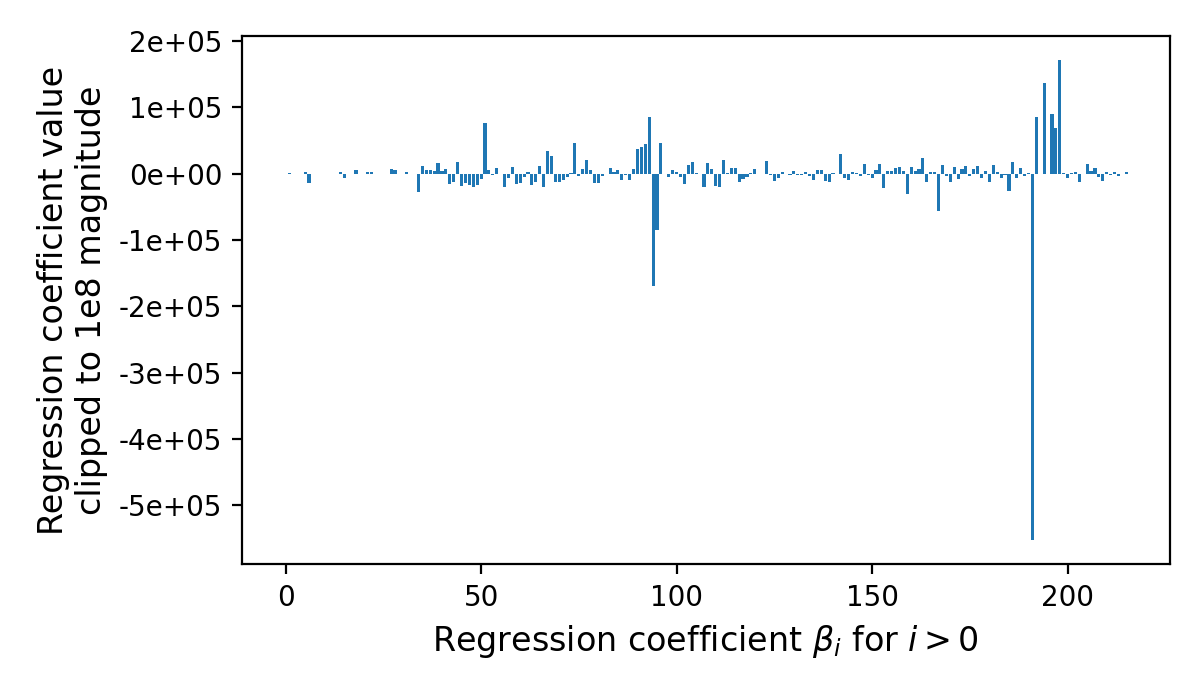 Regression coefficient value
clipped to 1e8 magnitude
2e+05
1e+05
0e+00
-1e+05
-2e+05
-3e+05
-4e+05
-5e+05
0 50 100 150 200
Regression coefficient βᵢ for i > 0